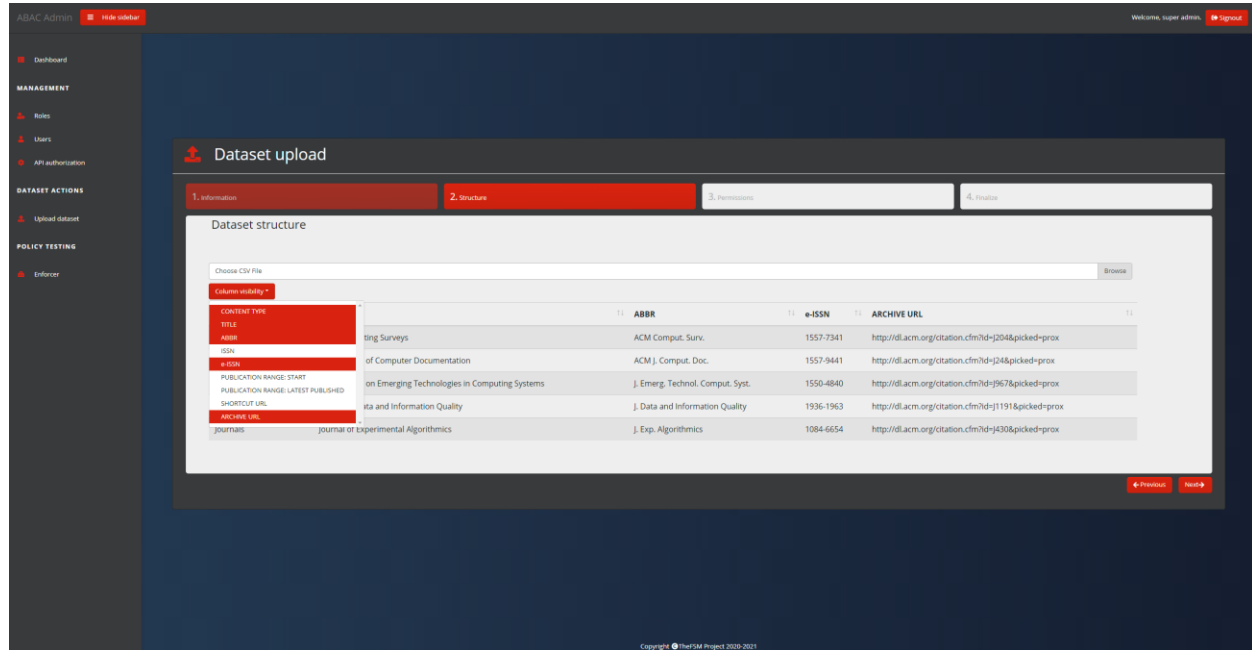 ABAC Admin Hide sidebar Welcome, super admin. Signout
Dashboard
MANAGEMENT
Roles
Users
API authorization
DATASET ACTIONS
Upload dataset
POLICY TESTING
Enforcer
Dataset upload
1. Information 2. Structure 3. Permissions 4. Finalize
Dataset structure
Choose CSV File Browse
Column visibility
CONTENT TYPE
TITLE
ABBR
ISSN
e-ISSN
PUBLICATION RANGE: START
PUBLICATION RANGE: LATEST PUBLISHED
SHORTCUT URL
ARCHIVE URL
ABBR e-ISSN ARCHIVE URL
ting Surveys ACM Comput. Surv. 1557-7341 http://dl.acm.org/citation.cfm?id=J204&picked=prox
of Computer Documentation ACM J. Comput. Doc. 1557-9441 http://dl.acm.org/citation.cfm?id=J24&picked=prox
on Emerging Technologies in Computing Systems J. Emerg. Technol. Comput. Syst. 1550-4840 http://dl.acm.org/citation.cfm?id=J967&picked=prox
ata and Information Quality J. Data and Information Quality 1936-1963 http://dl.acm.org/citation.cfm?id=J1191&picked=prox
Journals Journal of Experimental Algorithmics J. Exp. Algorithmics 1084-6654 http://dl.acm.org/citation.cfm?id=J430&picked=prox
Previous Next
Copyright © TheFSM Project 2020-2021